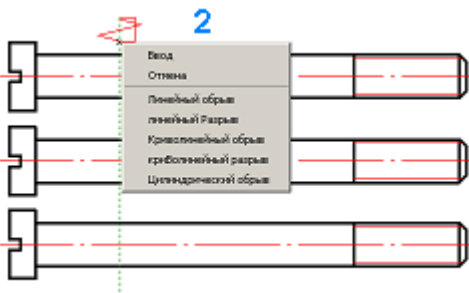 2
Ввод
Отмена
Линейный обрыв
линейный Разрыв
Криволинейный обрыв
криВолинейный разрыв
Цилиндрический обрыв